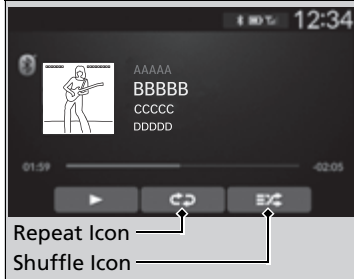 12:34
AAAAA
BBBBB
CCCCC
DDDDD
01:59
-02:05
Repeat Icon
Shuffle Icon